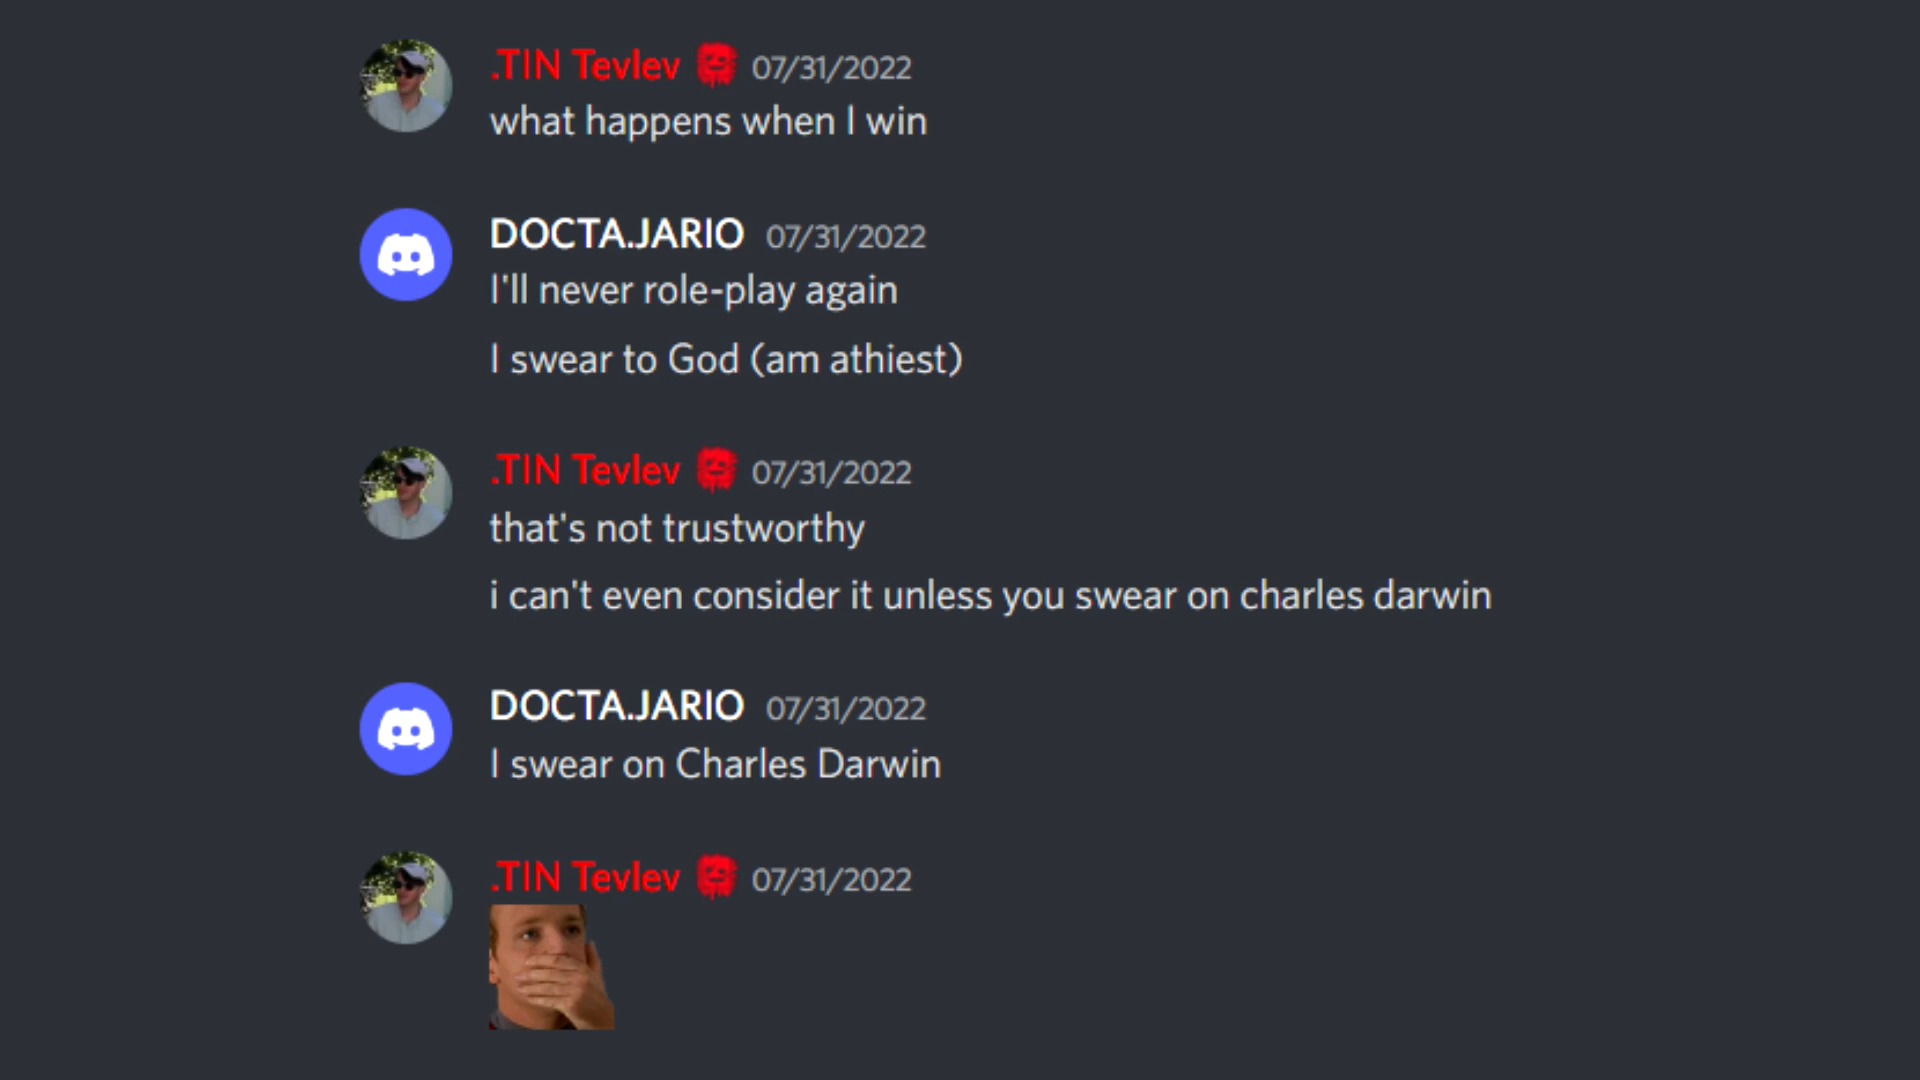 .TIN Tevlev 07/31/2022
what happens when I win
DOCTA.JARIO 07/31/2022
I'll never role-play again
I swear to God (am athiest)
.TIN Tevlev 07/31/2022
that's not trustworthy
i can't even consider it unless you swear on charles darwin
DOCTA.JARIO 07/31/2022
I swear on Charles Darwin
.TIN Tevlev 07/31/2022